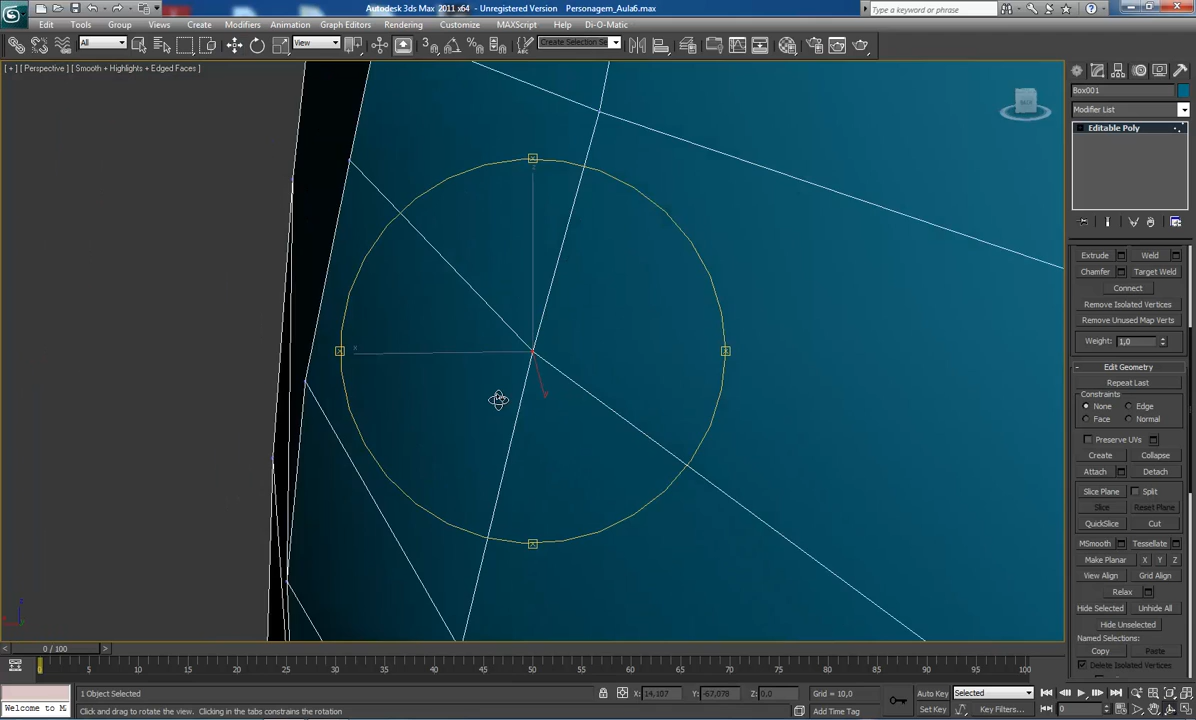 Autodesk 3ds Max 2011 x64 - Unregistered Version Personagem_Aula6.max
Type a keyword or phrase
Edit Tools Group Views Create Modifiers Animation Graph Editors Rendering Customize MAXScript Help Di-O-Matic
All View Create Selection Se
[ + ] [ Perspective ] [ Smooth + Highlights + Edged Faces ]
Box001
Modifier List
Editable Poly
Extrude Weld
Chamfer Target Weld
Connect
Remove Isolated Vertices
Remove Unused Map Verts
Weight: 1,0
- Edit Geometry
Repeat Last
Constraints
None Edge
Face Normal
Preserve UVs
Create Collapse
Attach Detach
Slice Plane Split
Slice Reset Plane
QuickSlice Cut
MSmooth Tessellate
Make Planar X Y Z
View Align Grid Align
Relax
Hide Selected Unhide All
Hide Unselected
Named Selections:
Copy Paste
Delete Isolated Vertices
x
z
< 0 / 100 >
0 5 10 15 20 25 30 35 40 45 50 55 60 65 70 75 80 85 90 95 100
1 Object Selected X: 14,107 Y: -67,078 Z: 0,0 Grid = 10,0 Auto Key Selected
Welcome to M Click and drag to rotate the view. Clicking in the tabs constrains the rotation Add Time Tag Set Key Key Filters... 0